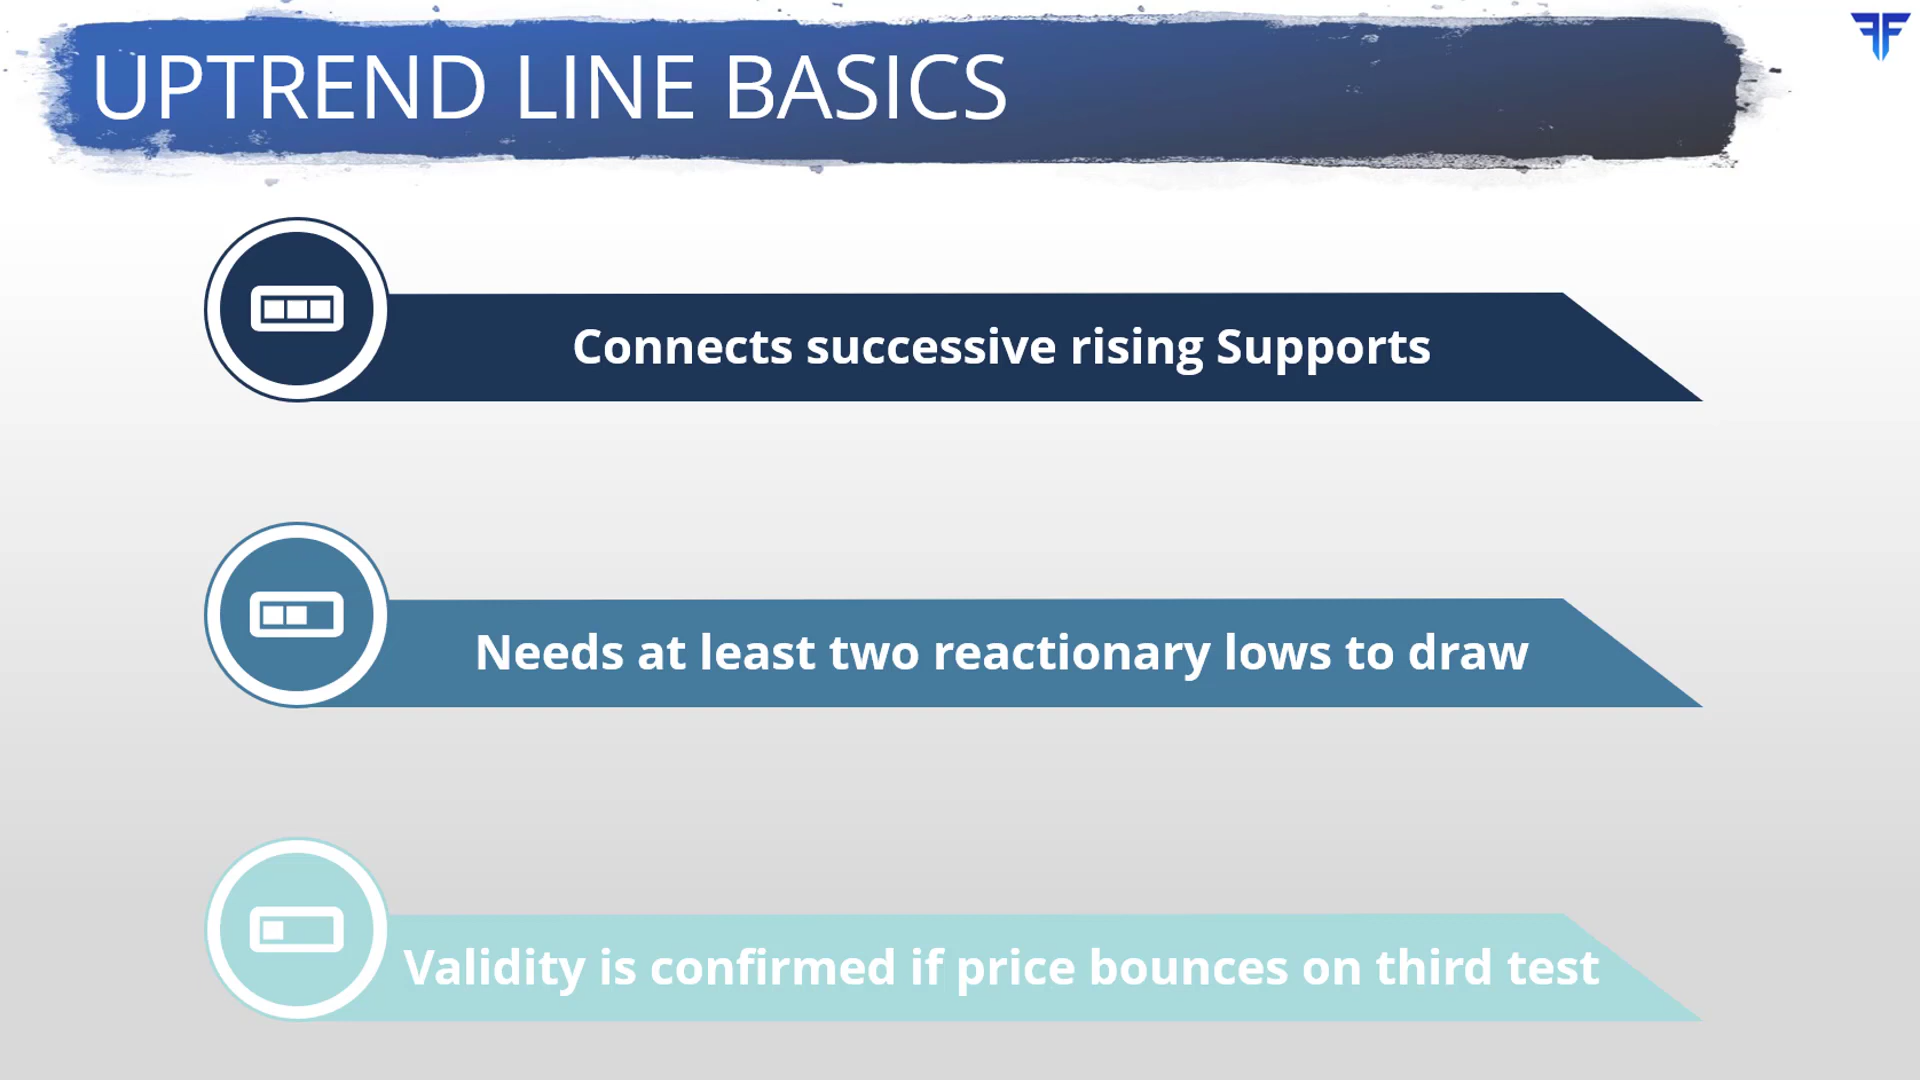 UPTREND LINE BASICS
Connects successive rising Supports
Needs at least two reactionary lows to draw
Validity is confirmed if price bounces on third test